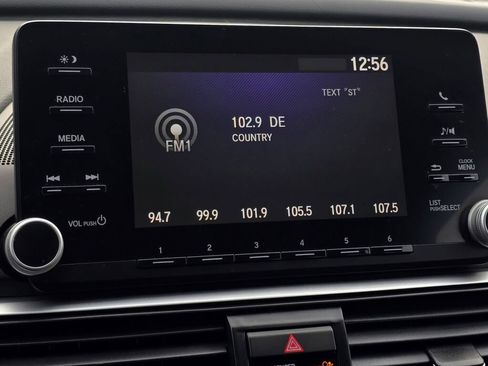 12:56
TEXT "ST"
RADIO
102.9 DE
COUNTRY
FM1
MEDIA
CLOCK
MENU
VOL PUSH
LIST
PUSH SELECT
94.7 99.9 101.9 105.5 107.1 107.5
1 2 3 4 5 6